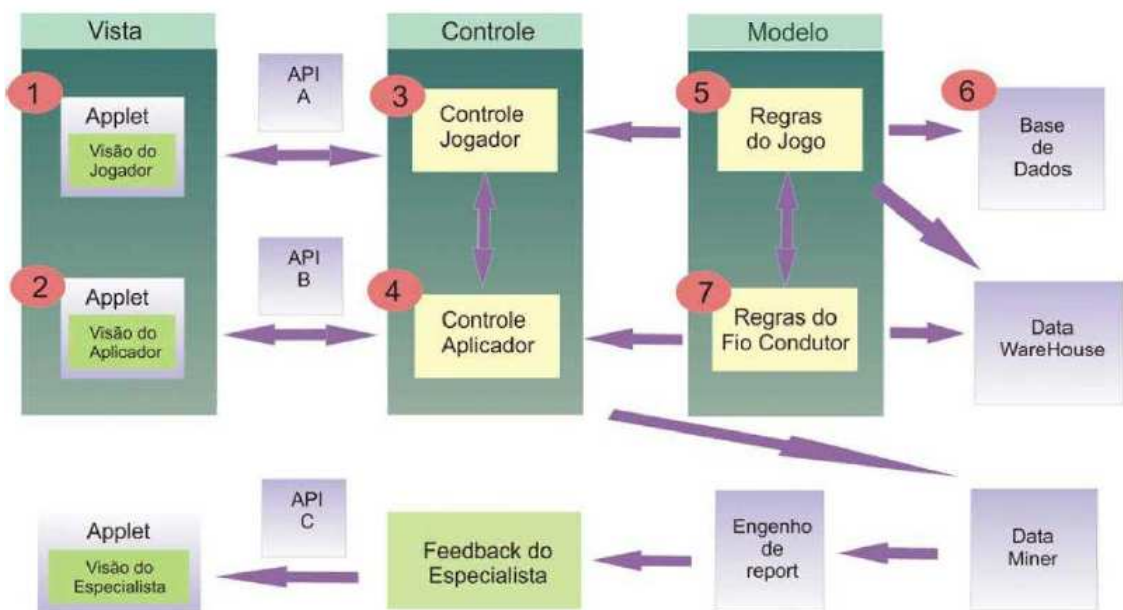 Vista
Controle
Modelo
1
Applet
Visão do
Jogador
API
A
3
Controle
Jogador
5
Regras
do Jogo
6
Base
de
Dados
2
Applet
Visão do
Aplicador
API
B
4
Controle
Aplicador
7
Regras do
Fio Condutor
Data
WareHouse
Applet
Visão do
Especialista
API
C
Feedback do
Especialista
Engenho
de
report
Data
Miner